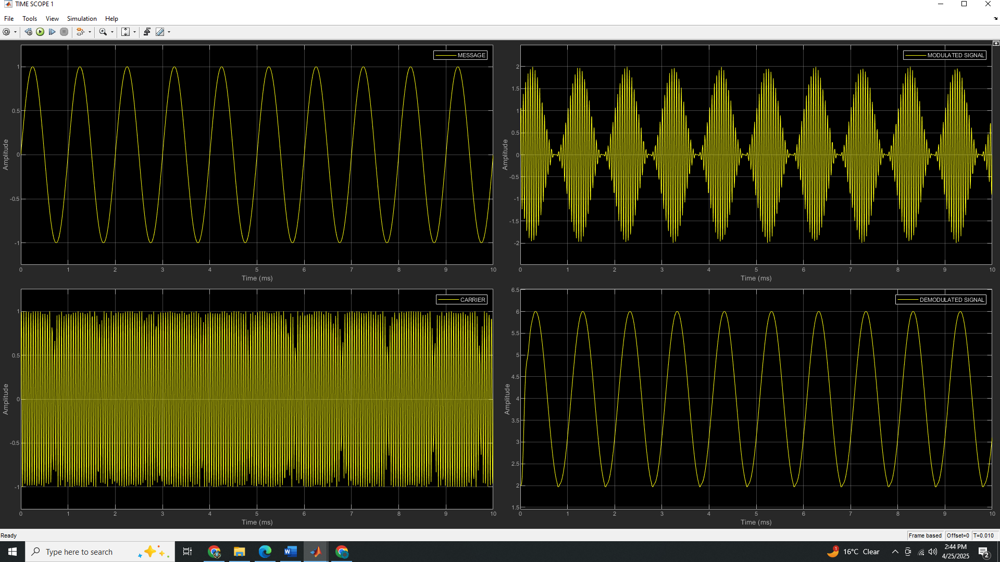 TIME SCOPE 1
File Tools View Simulation Help
MESSAGE
1
0.5
0
-0.5
-1
Amplitude
0 1 2 3 4 5 6 7 8 9 10
Time (ms)
MODULATED SIGNAL
2
1.5
1
0.5
0
-0.5
-1
-1.5
-2
Amplitude
0 1 2 3 4 5 6 7 8 9 10
Time (ms)
CARRIER
1
0.5
0
-0.5
-1
Amplitude
0 1 2 3 4 5 6 7 8 9 10
Time (ms)
DEMODULATED SIGNAL
6.5
6
5.5
5
4.5
4
3.5
3
2.5
2
1.5
Amplitude
0 1 2 3 4 5 6 7 8 9 10
Time (ms)
Ready
Frame based Offset=0 T=0.010
Type here to search
W
1
16°C Clear
2:44 PM
4/25/2025
2